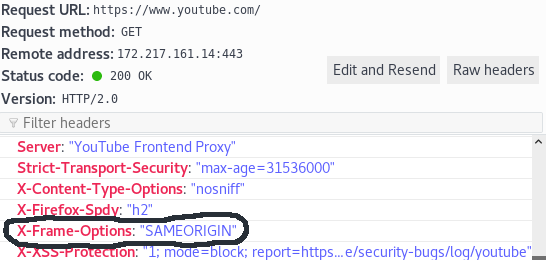 Request URL: https://www.youtube.com/
Request method: GET
Remote address: 172.217.161.14:443
Status code: 200 OK
Edit and Resend
Raw headers
Version: HTTP/2.0
Filter headers
Server: "YouTube Frontend Proxy"
Strict-Transport-Security: "max-age=31536000"
X-Content-Type-Options: "nosniff"
X-Firefox-Spdy: "h2"
X-Frame-Options: "SAMEORIGIN"
X-XSS-Protection: "1; mode=block; report=https...e/security-bugs/log/youtube"